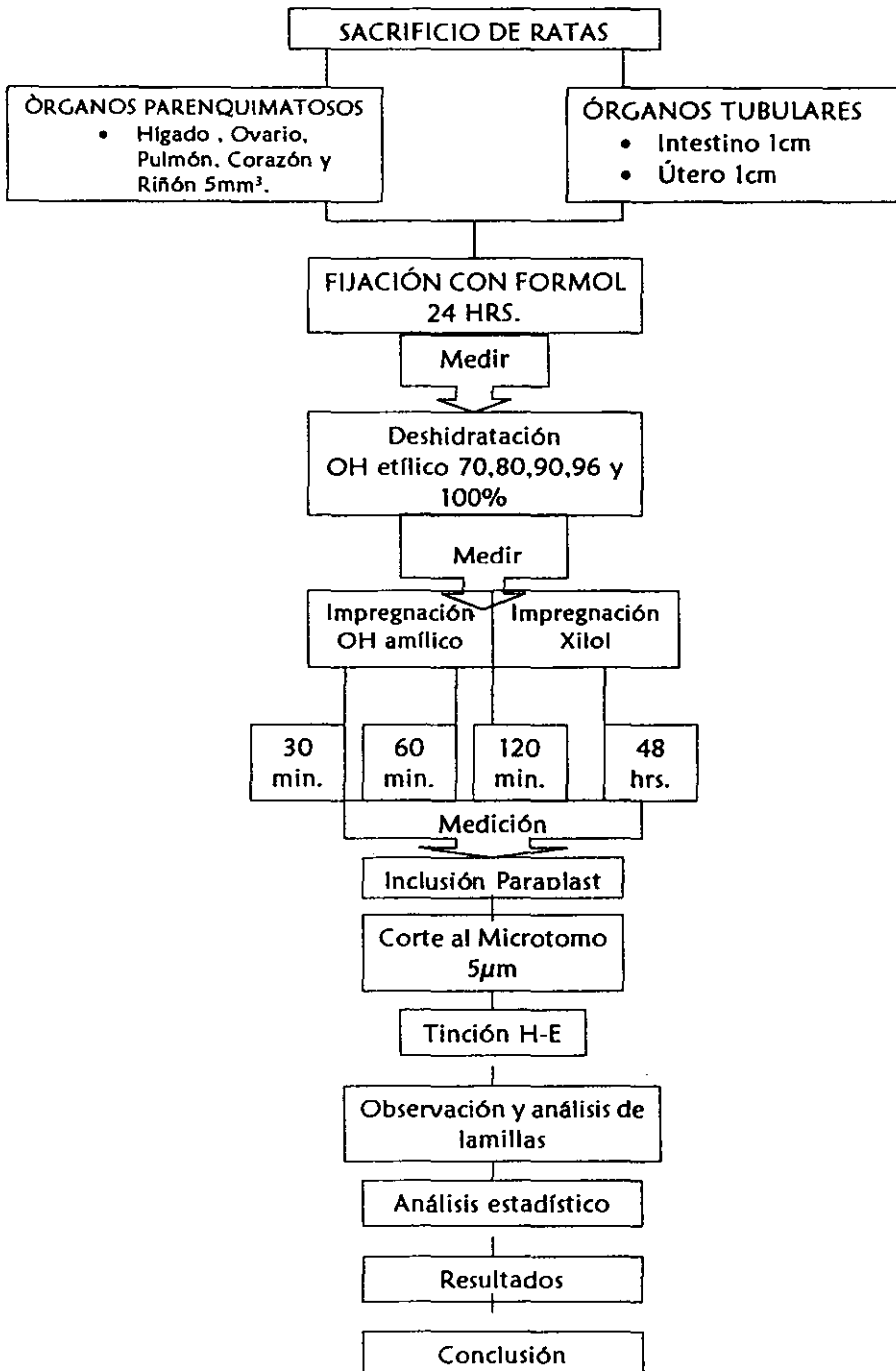 SACRIFICIO DE RATAS
ÒRGANOS PARENQUIMATOSOS
• Hígado , Ovario,
Pulmón, Corazón y
Riñón 5mm³.
ÓRGANOS TUBULARES
• Intestino 1cm
• Útero 1cm
FIJACIÓN CON FORMOL
24 HRS.
Medir
Deshidratación
OH etílico 70,80,90,96 y
100%
Medir
Impregnación
OH amílico
Impregnación
Xilol
30
min.
60
min.
120
min.
48
hrs.
Medición
Inclusión Paraplast
Corte al Microtomo
5µm
Tinción H-E
Observación y análisis de
lamillas
Análisis estadístico
Resultados
Conclusión